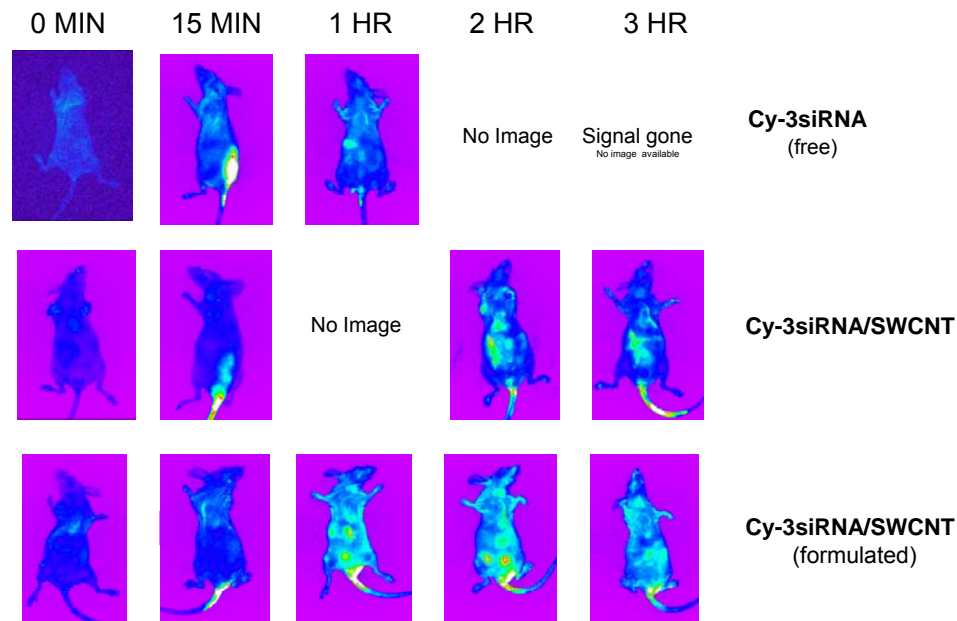 0 MIN 15 MIN 1 HR 2 HR 3 HR
No Image Signal gone
No image available
Cy-3siRNA
(free)
No Image
Cy-3siRNA/SWCNT
Cy-3siRNA/SWCNT
(formulated)